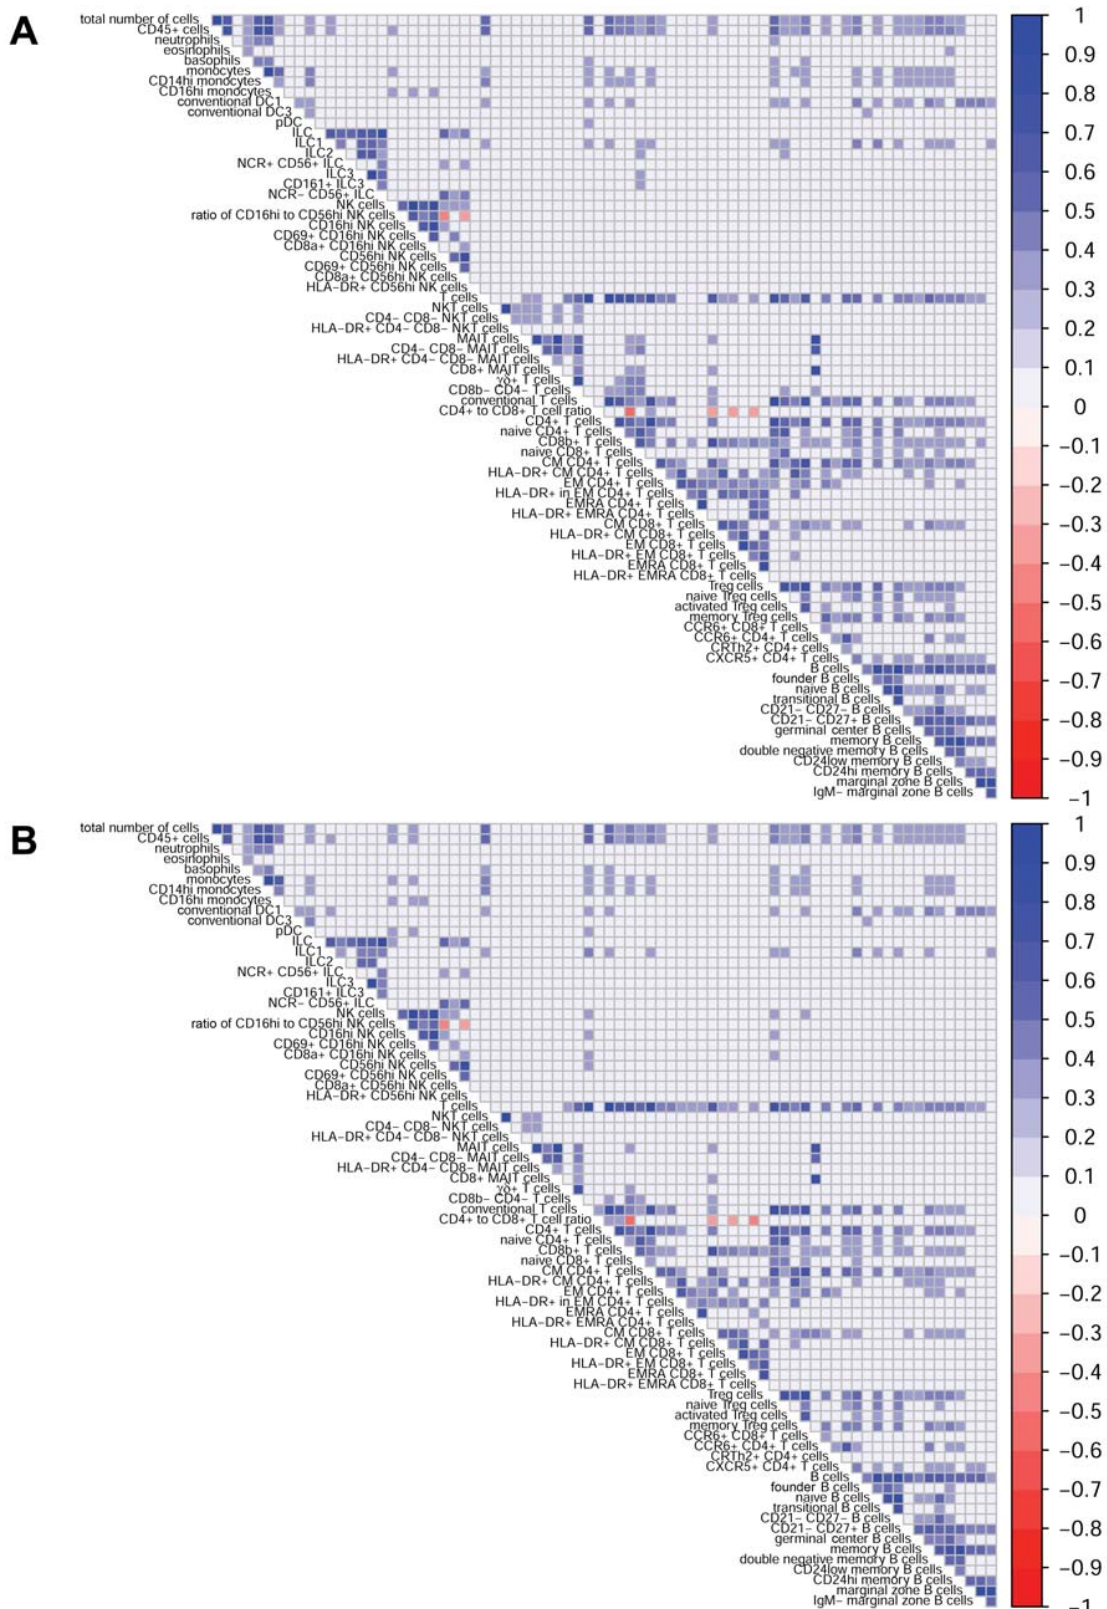 A
total number of cells
CD45+ cells
neutrophils
eosinophils
basophils
monocytes
CD14hi monocytes
CD16hi monocytes
conventional DC1
conventional DC3
pDC
ILC
ILC1
ILC2
NCR+ CD56+ ILC
ILC3
CD161+ ILC3
NCR− CD56+ ILC
NK cells
ratio of CD16hi to CD56hi NK cells
CD16hi NK cells
CD69+ CD16hi NK cells
CD8a+ CD16hi NK cells
CD56hi NK cells
CD69+ CD56hi NK cells
CD8a+ CD56hi NK cells
HLA−DR+ CD56hi NK cells
T cells
NKT cells
CD4− CD8− NKT cells
HLA−DR+ CD4− CD8− NKT cells
MAIT cells
CD4− CD8− MAIT cells
HLA−DR+ CD4− CD8− MAIT cells
CD8+ MAIT cells
γδ+ T cells
CD8b− CD4− T cells
conventional T cells
CD4+ to CD8+ T cell ratio
CD4+ T cells
naive CD4+ T cells
CD8b+ T cells
naive CD8+ T cells
CM CD4+ T cells
HLA−DR+ CM CD4+ T cells
EM CD4+ T cells
HLA−DR+ in EM CD4+ T cells
EMRA CD4+ T cells
HLA−DR+ EMRA CD4+ T cells
CM CD8+ T cells
HLA−DR+ CM CD8+ T cells
EM CD8+ T cells
HLA−DR+ EM CD8+ T cells
EMRA CD8+ T cells
HLA−DR+ EMRA CD8+ T cells
Treg cells
naive Treg cells
activated Treg cells
memory Treg cells
CCR6+ CD8+ T cells
CCR6+ CD4+ T cells
CRTh2+ CD4+ cells
CXCR5+ CD4+ T cells
B cells
founder B cells
naive B cells
transitional B cells
CD21− CD27− B cells
CD21− CD27+ B cells
germinal center B cells
memory B cells
double negative memory B cells
CD24low memory B cells
CD24hi memory B cells
marginal zone B cells
IgM− marginal zone B cells
1
0.9
0.8
0.7
0.6
0.5
0.4
0.3
0.2
0.1
0
−0.1
−0.2
−0.3
−0.4
−0.5
−0.6
−0.7
−0.8
−0.9
−1
B
total number of cells
CD45+ cells
neutrophils
eosinophils
basophils
monocytes
CD14hi monocytes
CD16hi monocytes
conventional DC1
conventional DC3
pDC
ILC
ILC1
ILC2
NCR+ CD56+ ILC
ILC3
CD161+ ILC3
NCR− CD56+ ILC
NK cells
ratio of CD16hi to CD56hi NK cells
CD16hi NK cells
CD69+ CD16hi NK cells
CD8a+ CD16hi NK cells
CD56hi NK cells
CD69+ CD56hi NK cells
CD8a+ CD56hi NK cells
HLA−DR+ CD56hi NK cells
T cells
NKT cells
CD4− CD8− NKT cells
HLA−DR+ CD4− CD8− NKT cells
MAIT cells
CD4− CD8− MAIT cells
HLA−DR+ CD4− CD8− MAIT cells
CD8+ MAIT cells
γδ+ T cells
CD8b− CD4− T cells
conventional T cells
CD4+ to CD8+ T cell ratio
CD4+ T cells
naive CD4+ T cells
CD8b+ T cells
naive CD8+ T cells
CM CD4+ T cells
HLA−DR+ CM CD4+ T cells
EM CD4+ T cells
HLA−DR+ in EM CD4+ T cells
EMRA CD4+ T cells
HLA−DR+ EMRA CD4+ T cells
CM CD8+ T cells
HLA−DR+ CM CD8+ T cells
EM CD8+ T cells
HLA−DR+ EM CD8+ T cells
EMRA CD8+ T cells
HLA−DR+ EMRA CD8+ T cells
Treg cells
naive Treg cells
activated Treg cells
memory Treg cells
CCR6+ CD8+ T cells
CCR6+ CD4+ T cells
CRTh2+ CD4+ cells
CXCR5+ CD4+ T cells
B cells
founder B cells
naive B cells
transitional B cells
CD21− CD27− B cells
CD21− CD27+ B cells
germinal center B cells
memory B cells
double negative memory B cells
CD24low memory B cells
CD24hi memory B cells
marginal zone B cells
IgM− marginal zone B cells
1
0.9
0.8
0.7
0.6
0.5
0.4
0.3
0.2
0.1
0
−0.1
−0.2
−0.3
−0.4
−0.5
−0.6
−0.7
−0.8
−0.9
−1